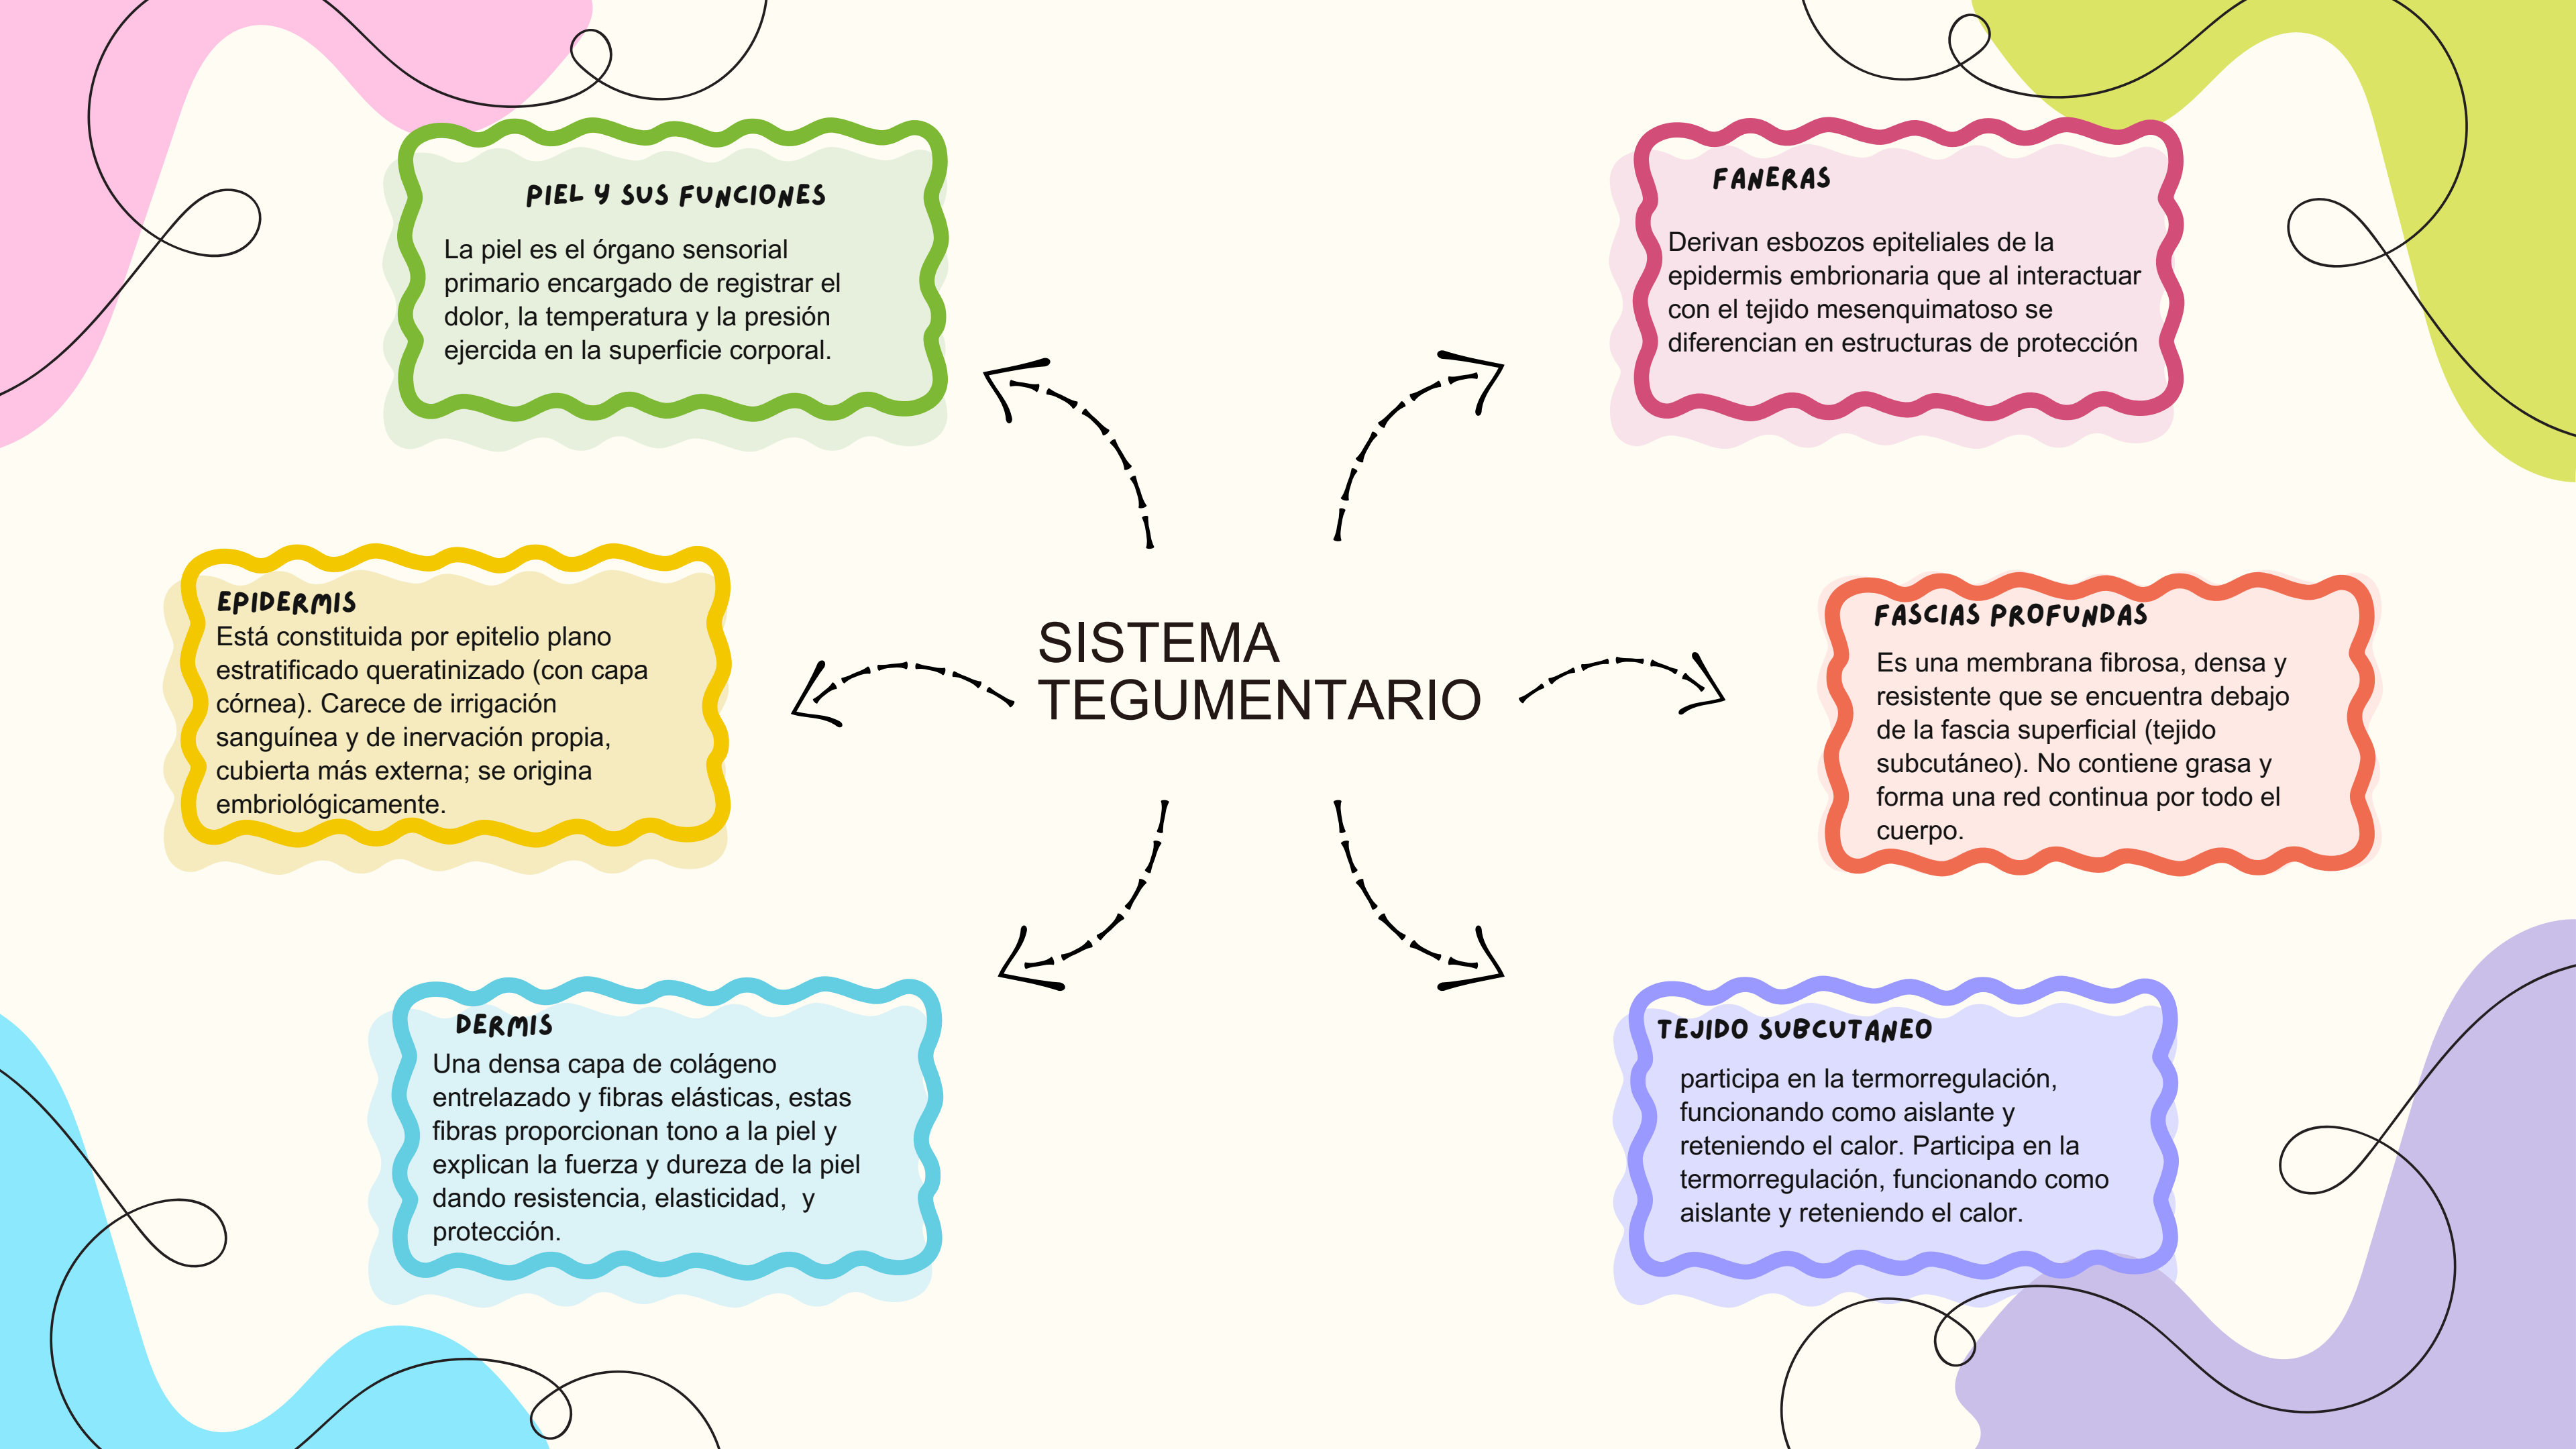 PIEL Y SUS FUNCIONES
La piel es el órgano sensorial
primario encargado de registrar el
dolor, la temperatura y la presión
ejercida en la superficie corporal.
FANERAS
Derivan esbozos epiteliales de la
epidermis embrionaria que al interactuar
con el tejido mesenquimatoso se
diferencian en estructuras de protección
EPIDERMIS
Está constituida por epitelio plano
estratificado queratinizado (con capa
córnea). Carece de irrigación
sanguínea y de inervación propia,
cubierta más externa; se origina
embriológicamente.
SISTEMA
TEGUMENTARIO
FASCIAS PROFUNDAS
Es una membrana fibrosa, densa y
resistente que se encuentra debajo
de la fascia superficial (tejido
subcutáneo). No contiene grasa y
forma una red continua por todo el
cuerpo.
DERMIS
Una densa capa de colágeno
entrelazado y fibras elásticas, estas
fibras proporcionan tono a la piel y
explican la fuerza y dureza de la piel
dando resistencia, elasticidad,  y
protección.
TEJIDO SUBCUTANEO
participa en la termorregulación,
funcionando como aislante y
reteniendo el calor. Participa en la
termorregulación, funcionando como
aislante y reteniendo el calor.